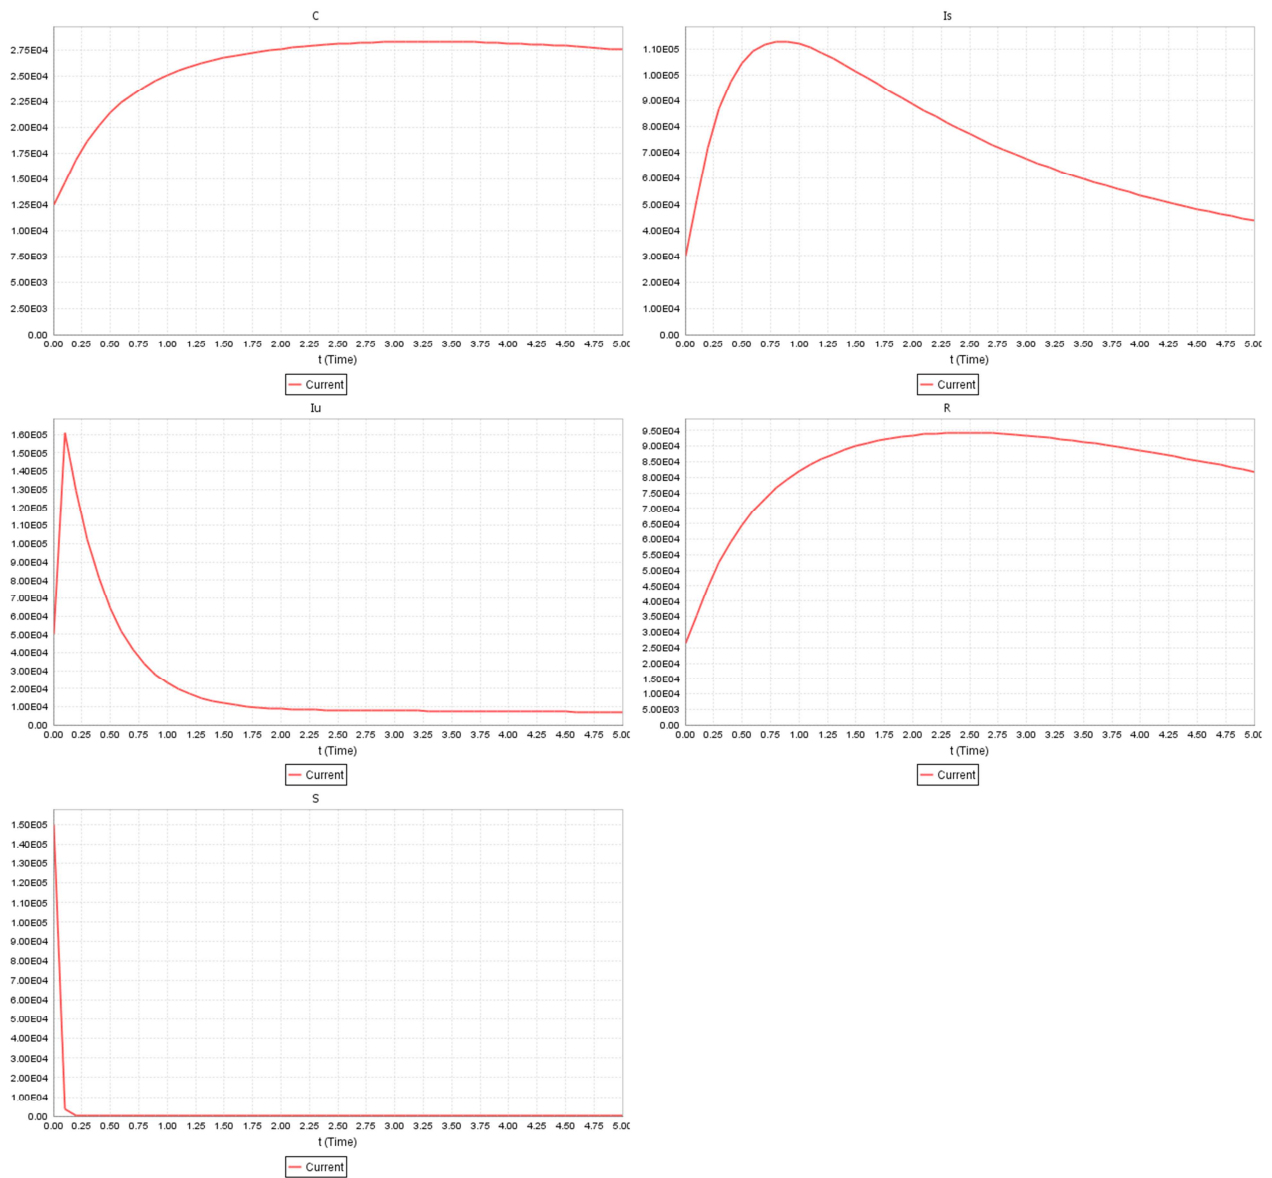 C
2.75E04
2.50E04
2.25E04
2.00E04
1.75E04
1.50E04
1.25E04
1.00E04
7.50E03
5.00E03
2.50E03
0.00
0.00 0.25 0.50 0.75 1.00 1.25 1.50 1.75 2.00 2.25 2.50 2.75 3.00 3.25 3.50 3.75 4.00 4.25 4.50 4.75 5.00
t (Time)
Current
Is
1.10E05
1.00E05
9.00E04
8.00E04
7.00E04
6.00E04
5.00E04
4.00E04
3.00E04
2.00E04
1.00E04
0.00
0.00 0.25 0.50 0.75 1.00 1.25 1.50 1.75 2.00 2.25 2.50 2.75 3.00 3.25 3.50 3.75 4.00 4.25 4.50 4.75 5.00
t (Time)
Current
Iu
1.60E05
1.50E05
1.40E05
1.30E05
1.20E05
1.10E05
1.00E05
9.00E04
8.00E04
7.00E04
6.00E04
5.00E04
4.00E04
3.00E04
2.00E04
1.00E04
0.00
0.00 0.25 0.50 0.75 1.00 1.25 1.50 1.75 2.00 2.25 2.50 2.75 3.00 3.25 3.50 3.75 4.00 4.25 4.50 4.75 5.00
t (Time)
Current
R
9.50E04
9.00E04
8.50E04
8.00E04
7.50E04
7.00E04
6.50E04
6.00E04
5.50E04
5.00E04
4.50E04
4.00E04
3.50E04
3.00E04
2.50E04
2.00E04
1.50E04
1.00E04
5.00E03
0.00
0.00 0.25 0.50 0.75 1.00 1.25 1.50 1.75 2.00 2.25 2.50 2.75 3.00 3.25 3.50 3.75 4.00 4.25 4.50 4.75 5.00
t (Time)
Current
S
1.50E05
1.40E05
1.30E05
1.20E05
1.10E05
1.00E05
9.00E04
8.00E04
7.00E04
6.00E04
5.00E04
4.00E04
3.00E04
2.00E04
1.00E04
0.00
0.00 0.25 0.50 0.75 1.00 1.25 1.50 1.75 2.00 2.25 2.50 2.75 3.00 3.25 3.50 3.75 4.00 4.25 4.50 4.75 5.00
t (Time)
Current